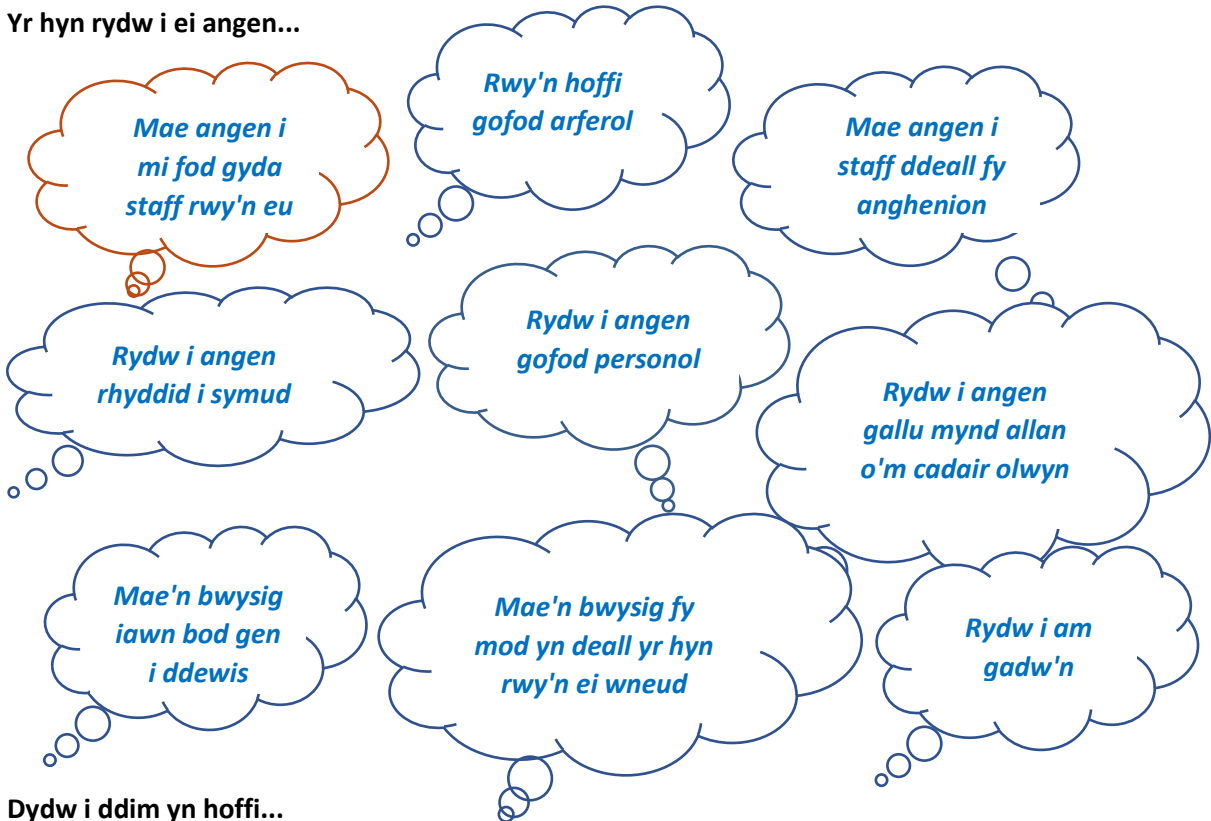 Yr hyn rydw i ei angen...
Mae angen i
mi fod gyda
staff rwy'n eu
Rwy'n hoffi
gofod arferol
Mae angen i
staff ddeall fy
anghenion
Rydw i angen
rhyddid i symud
Rydw i angen
gofod personol
Rydw i angen
gallu mynd allan
o'm cadair olwyn
Mae'n bwysig
iawn bod gen
i ddewis
Mae'n bwysig fy
mod yn deall yr hyn
rwy'n ei wneud
Rydw i am
gadw'n
Dydw i ddim yn hoffi...